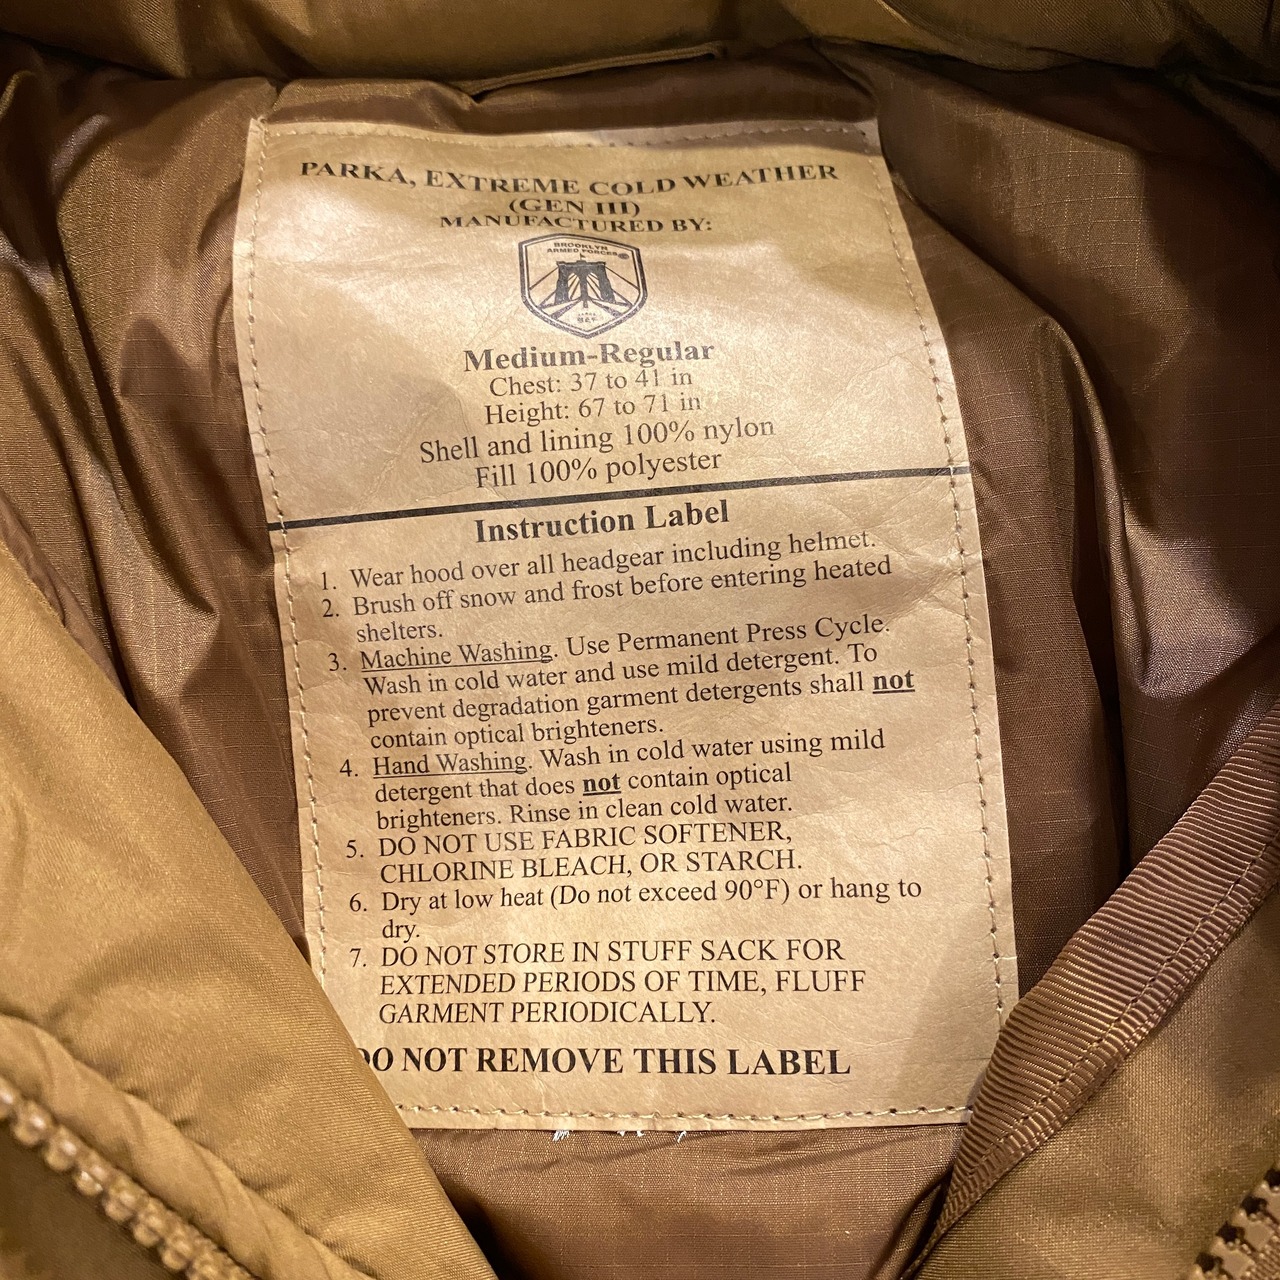 PARKA, EXTREME COLD WEATHER
(GEN III)
MANUFACTURED BY:
BROOKLYN
ARMED FORCES
Medium-Regular
Chest: 37 to 41 in
Height: 67 to 71 in
Shell and lining 100% nylon
Fill 100% polyester
Instruction Label
1. Wear hood over all headgear including helmet.
2. Brush off snow and frost before entering heated
shelters.
3. Machine Washing. Use Permanent Press Cycle.
Wash in cold water and use mild detergent. To
prevent degradation garment detergents shall not
contain optical brighteners.
4. Hand Washing. Wash in cold water using mild
detergent that does not contain optical
brighteners. Rinse in clean cold water.
5. DO NOT USE FABRIC SOFTENER,
CHLORINE BLEACH, OR STARCH.
6. Dry at low heat (Do not exceed 90°F) or hang to
dry.
7. DO NOT STORE IN STUFF SACK FOR
EXTENDED PERIODS OF TIME, FLUFF
GARMENT PERIODICALLY.
DO NOT REMOVE THIS LABEL